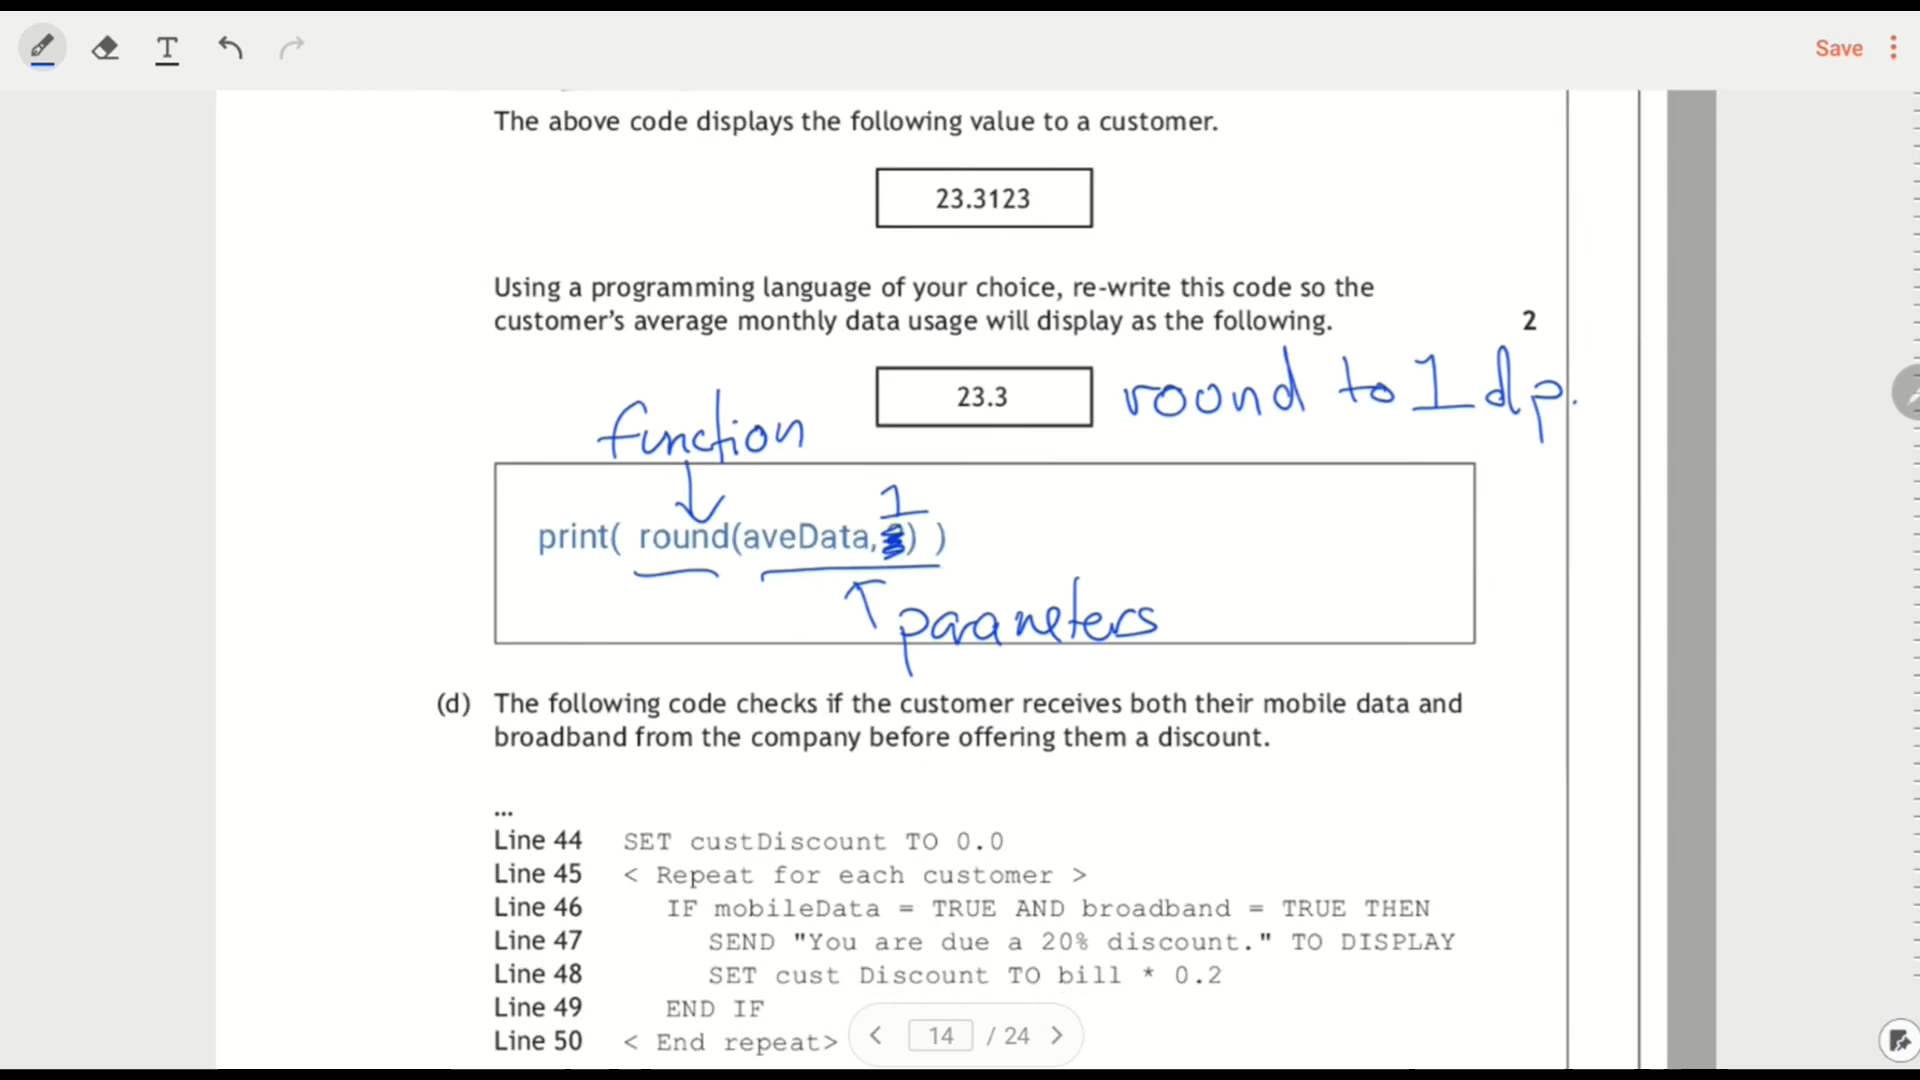 T Save
The above code displays the following value to a customer.
23.3123
Using a programming language of your choice, re-write this code so the
customer's average monthly data usage will display as the following. 2
23.3 round to 1 dp.
function
1
print( round(aveData, ) )
parameters
(d) The following code checks if the customer receives both their mobile data and
broadband from the company before offering them a discount.
...
Line 44 SET custDiscount TO 0.0
Line 45 < Repeat for each customer >
Line 46 IF mobileData = TRUE AND broadband = TRUE THEN
Line 47 SEND "You are due a 20% discount." TO DISPLAY
Line 48 SET cust Discount TO bill * 0.2
Line 49 END IF
Line 50 < End repeat>
< 14 / 24 >